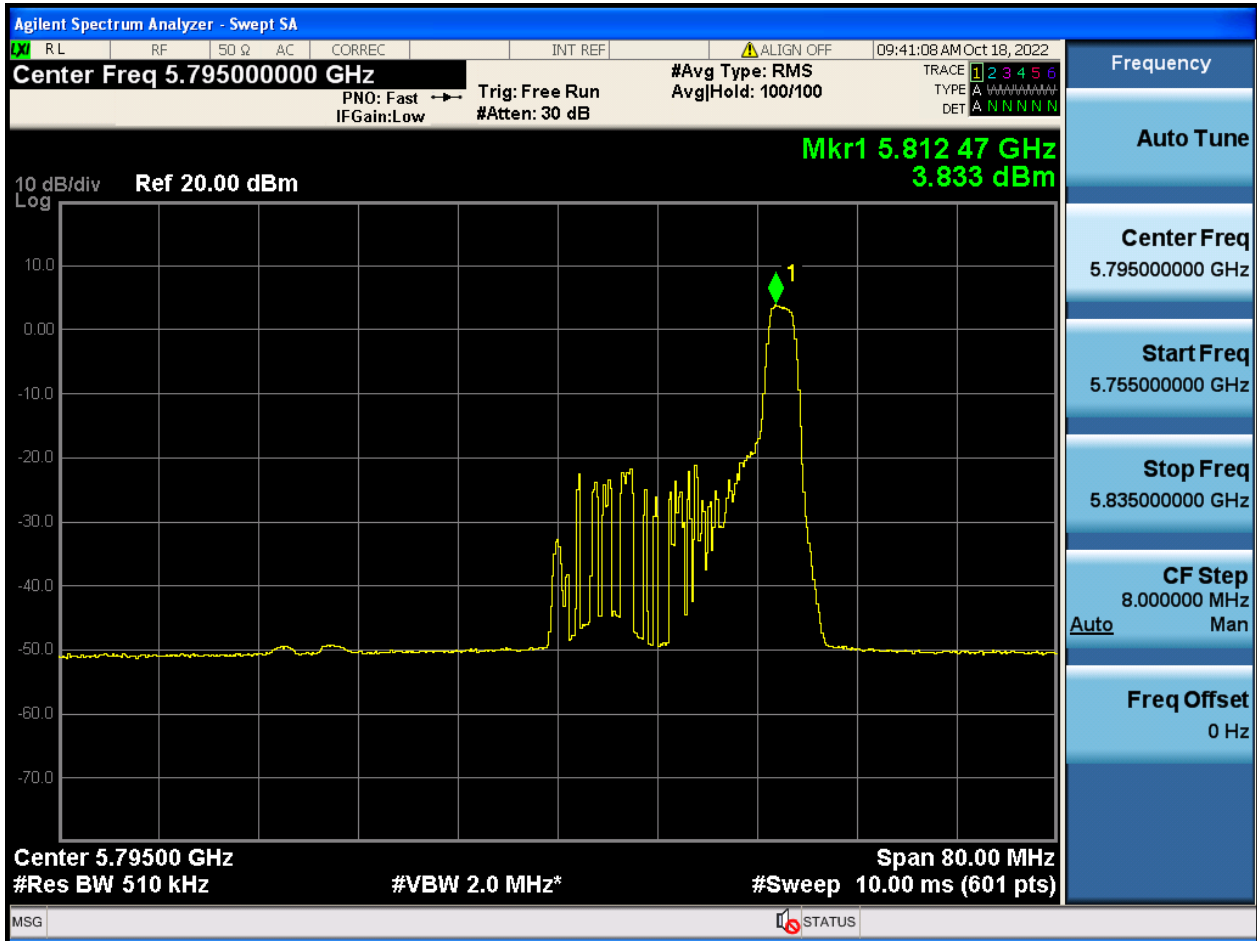 Agilent Spectrum Analyzer - Swept SA
LXI RL RF 50 Ω AC CORREC INT REF ALIGN OFF 09:41:08 AM Oct 18, 2022
Center Freq 5.795000000 GHz
PNO: Fast
IFGain:Low
Trig: Free Run
#Atten: 30 dB
#Avg Type: RMS
Avg|Hold: 100/100
TRACE 1 2 3 4 5 6
TYPE A WWWWW
DET A N N N N N
Mkr1 5.812 47 GHz
3.833 dBm
10 dB/div Ref 20.00 dBm
Log
10.0
0.00
-10.0
-20.0
-30.0
-40.0
-50.0
-60.0
-70.0
1
Center 5.79500 GHz Span 80.00 MHz
#Res BW 510 kHz #VBW 2.0 MHz* #Sweep 10.00 ms (601 pts)
MSG STATUS
Frequency
Auto Tune
Center Freq
5.795000000 GHz
Start Freq
5.755000000 GHz
Stop Freq
5.835000000 GHz
CF Step
8.000000 MHz
Auto Man
Freq Offset
0 Hz